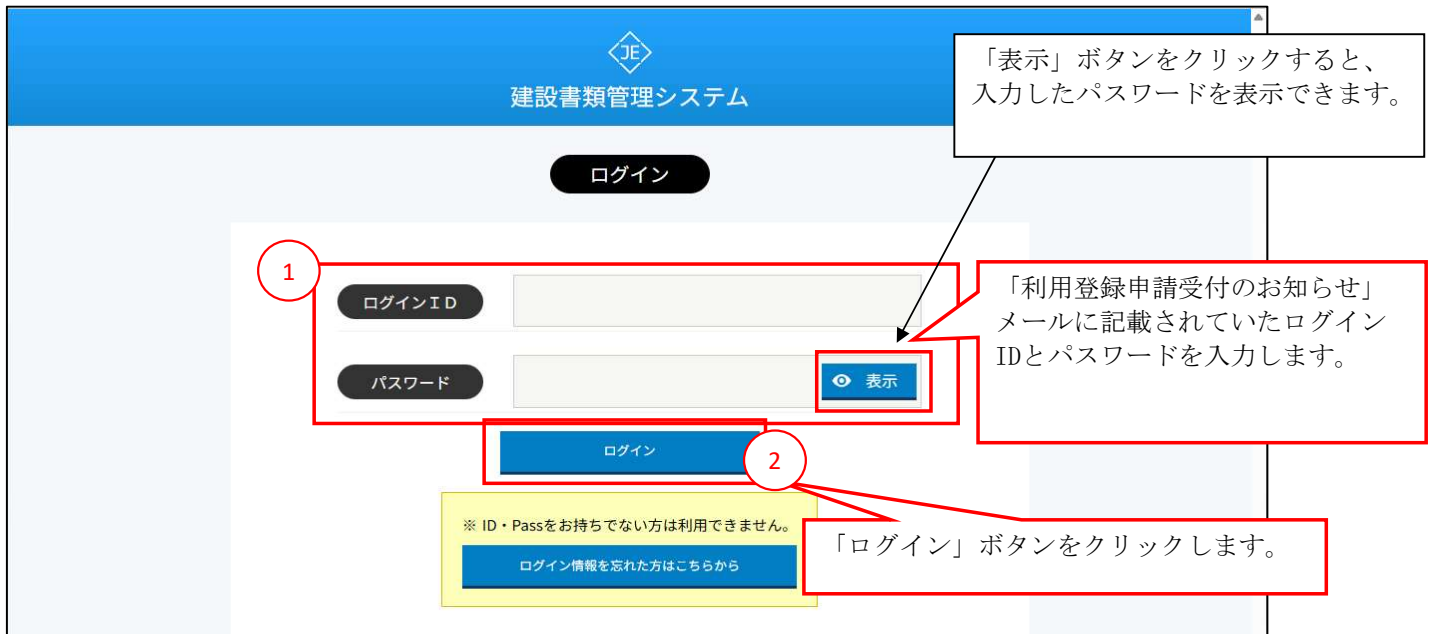 JE
建設書類管理システム
「表示」ボタンをクリックすると、
入力したパスワードを表示できます。
ログイン
1
ログインＩＤ
「利用登録申請受付のお知らせ」
メールに記載されていたログイン
IDとパスワードを入力します。
パスワード
表示
ログイン
2
※ ID・Passをお持ちでない方は利用できません。
ログイン情報を忘れた方はこちらから
「ログイン」ボタンをクリックします。